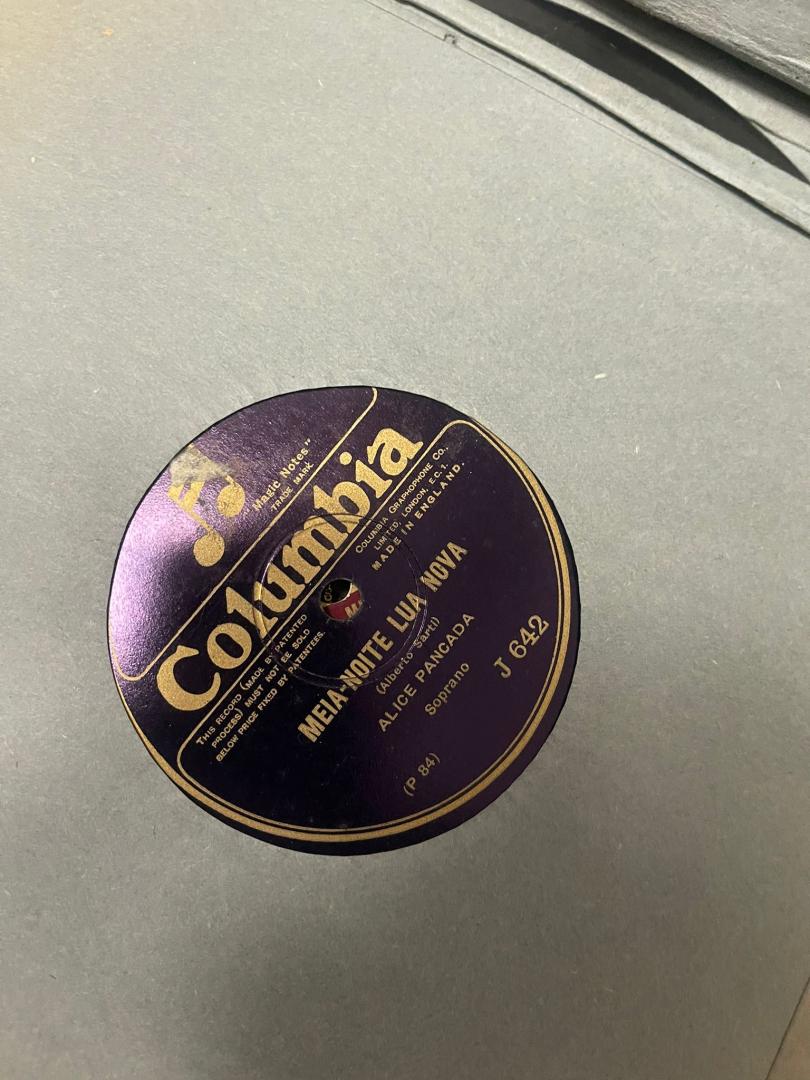 "Magic Notes"
TRADE MARK
Columbia
COLUMBIA GRAPHOPHONE CO.,
LIMITED, LONDON, E.C. 1.
MADE IN ENGLAND.
THIS RECORD (MADE BY PATENTED
PROCESS) MUST NOT BE SOLD
BELOW PRICE FIXED BY PATENTEES.
MEIA-NOITE LUA NOVA
(Alberto Sarti)
ALICE PANCADA
Soprano
J 642
(P 84)